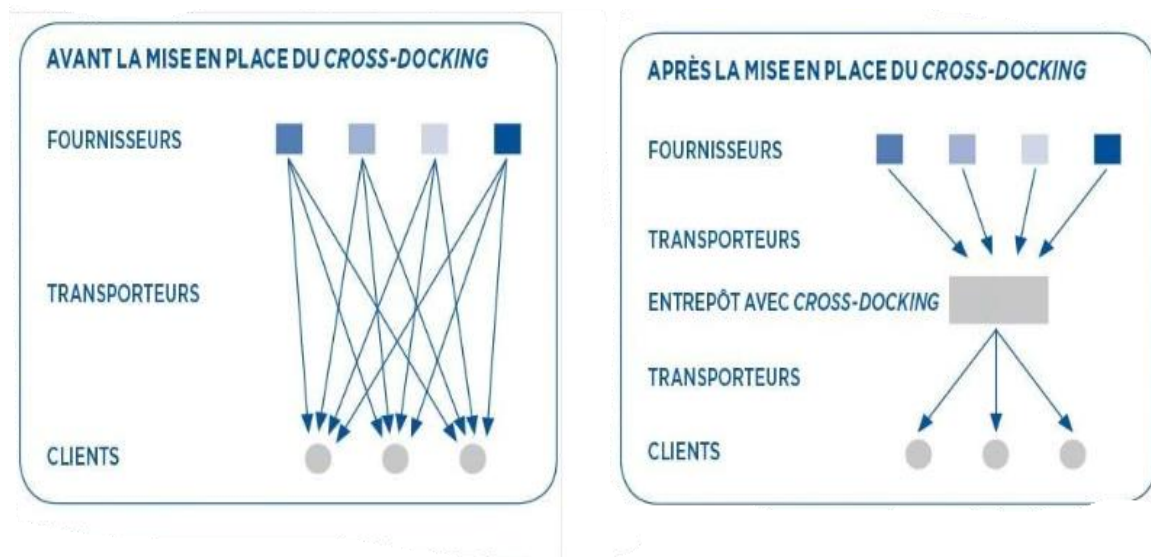 AVANT LA MISE EN PLACE DU CROSS-DOCKING
FOURNISSEURS
TRANSPORTEURS
CLIENTS
APRÈS LA MISE EN PLACE DU CROSS-DOCKING
FOURNISSEURS
TRANSPORTEURS
ENTREPÔT AVEC CROSS-DOCKING
TRANSPORTEURS
CLIENTS